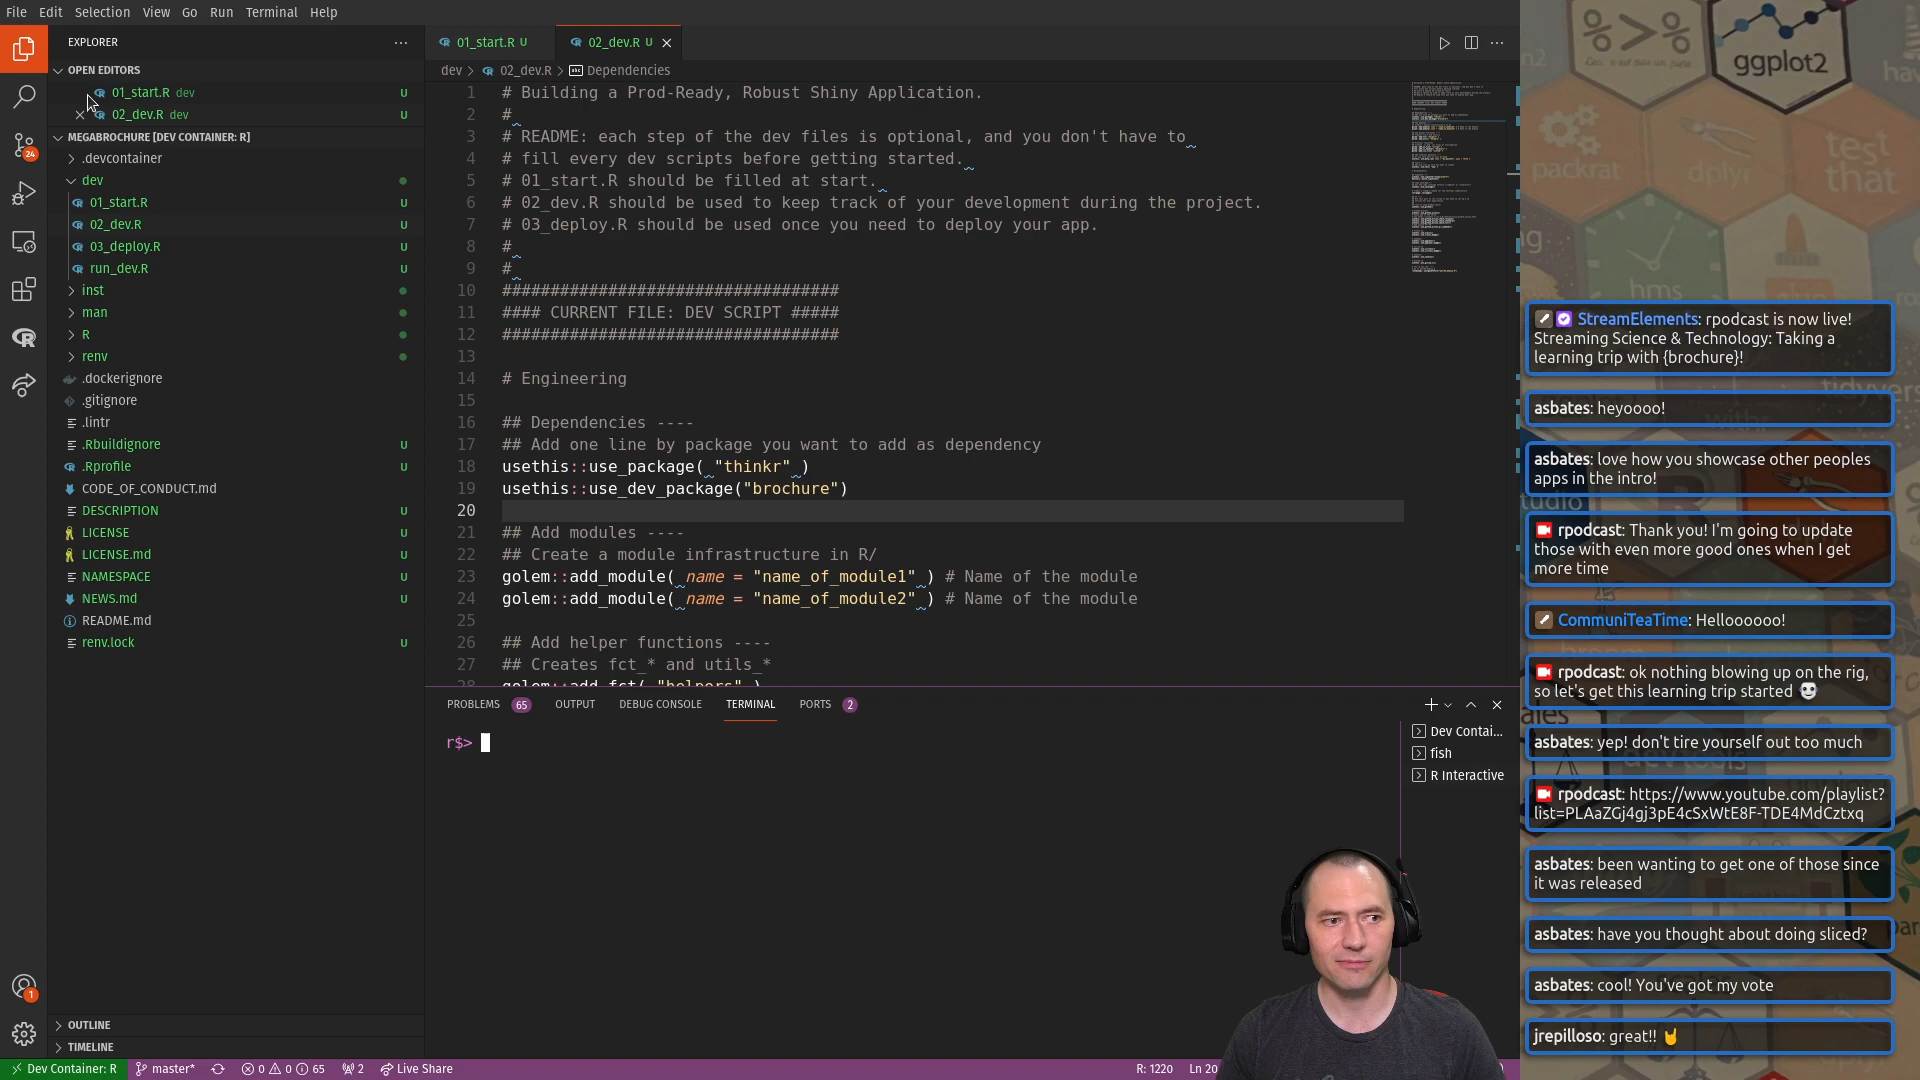 File Edit Selection View Go Run Terminal Help
EXPLORER
OPEN EDITORS
01_start.R dev U
02_dev.R dev U
MEGABROCHURE [DEV CONTAINER: R]
.devcontainer
dev
01_start.R U
02_dev.R U
03_deploy.R U
run_dev.R U
inst
man
R
renv
.dockerignore
.gitignore
.lintr
.Rbuildignore U
.Rprofile U
CODE_OF_CONDUCT.md
DESCRIPTION U
LICENSE U
LICENSE.md U
NAMESPACE U
NEWS.md U
README.md
renv.lock U
OUTLINE
TIMELINE
24
1
01_start.R U 02_dev.R U
dev > 02_dev.R > Dependencies
1 # Building a Prod-Ready, Robust Shiny Application.
2 #
3 # README: each step of the dev files is optional, and you don't have to
4 # fill every dev scripts before getting started.
5 # 01_start.R should be filled at start.
6 # 02_dev.R should be used to keep track of your development during the project.
7 # 03_deploy.R should be used once you need to deploy your app.
8 #
9 #
10 ###################################
11 #### CURRENT FILE: DEV SCRIPT #####
12 ###################################
13
14 # Engineering
15
16 ## Dependencies ----
17 ## Add one line by package you want to add as dependency
18 usethis::use_package( "thinkr" )
19 usethis::use_dev_package("brochure")
20
21 ## Add modules ----
22 ## Create a module infrastructure in R/
23 golem::add_module( name = "name_of_module1" ) # Name of the module
24 golem::add_module( name = "name_of_module2" ) # Name of the module
25
26 ## Add helper functions ----
27 ## Creates fct_* and utils_*
28 golem::add_fct( "helpers" )
PROBLEMS 65 OUTPUT DEBUG CONSOLE TERMINAL PORTS 2
r$>
Dev Contai...
fish
R Interactive
Dev Container: R master* 0 0 65 2 Live Share R: 1220 Ln 20
%>%
ggplot2
packrat
test
that
plyr
hms
glue
StreamElements: rpodcast is now live!
Streaming Science & Technology: Taking a
learning trip with {brochure}!
asbates: heyoooo!
asbates: love how you showcase other peoples
apps in the intro!
rpodcast: Thank you! I'm going to update
those with even more good ones when I get
more time
CommuniTeaTime: Helloooooo!
rpodcast: ok nothing blowing up on the rig,
so let's get this learning trip started
asbates: yep! don't tire yourself out too much
devtools
rpodcast: https://www.youtube.com/playlist?
list=PLAaZGj4gj3pE4cSxWtE8F-TDE4MdCztxq
asbates: been wanting to get one of those since
it was released
asbates: have you thought about doing sliced?
asbates: cool! You've got my vote
jrepilloso: great!!